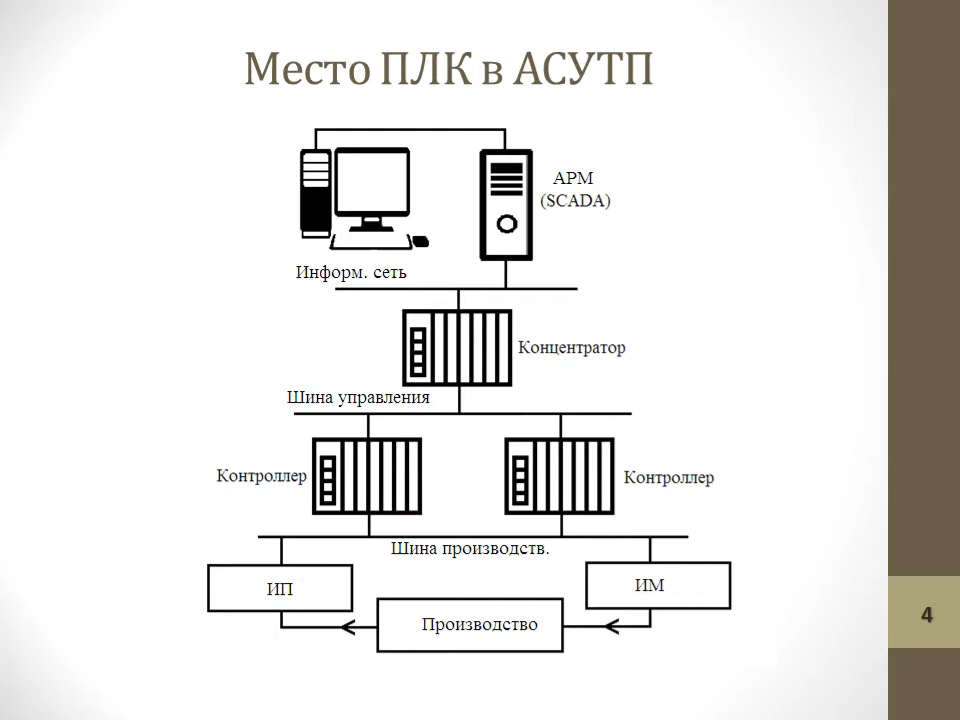 Место ПЛК в АСУТП
АРМ
(SCADA)
Информ. сеть
Концентратор
Шина управления
Контроллер
Контроллер
Шина производств.
ИП
ИМ
Производство
4